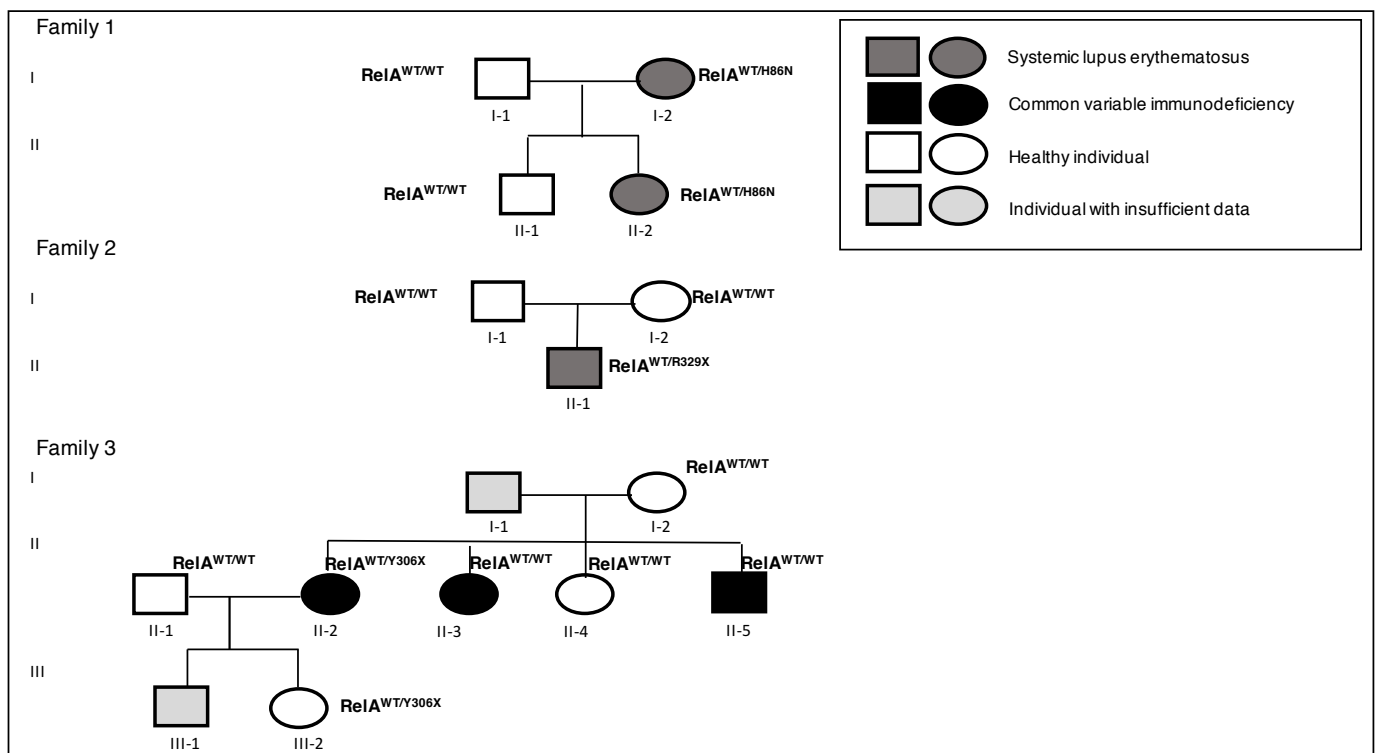 Family 1
I
RelA^WT/WT
RelA^WT/H86N
I-1
I-2
II
RelA^WT/WT
RelA^WT/H86N
II-1
II-2
Family 2
I
RelA^WT/WT
RelA^WT/WT
I-1
I-2
II
RelA^WT/R329X
II-1
Family 3
I
RelA^WT/WT
I-1
I-2
II
RelA^WT/WT
RelA^WT/Y306X
RelA^WT/WT
RelA^WT/WT
RelA^WT/WT
II-1
II-2
II-3
II-4
II-5
III
RelA^WT/Y306X
III-1
III-2
Systemic lupus erythematosus
Common variable immunodeficiency
Healthy individual
Individual with insufficient data